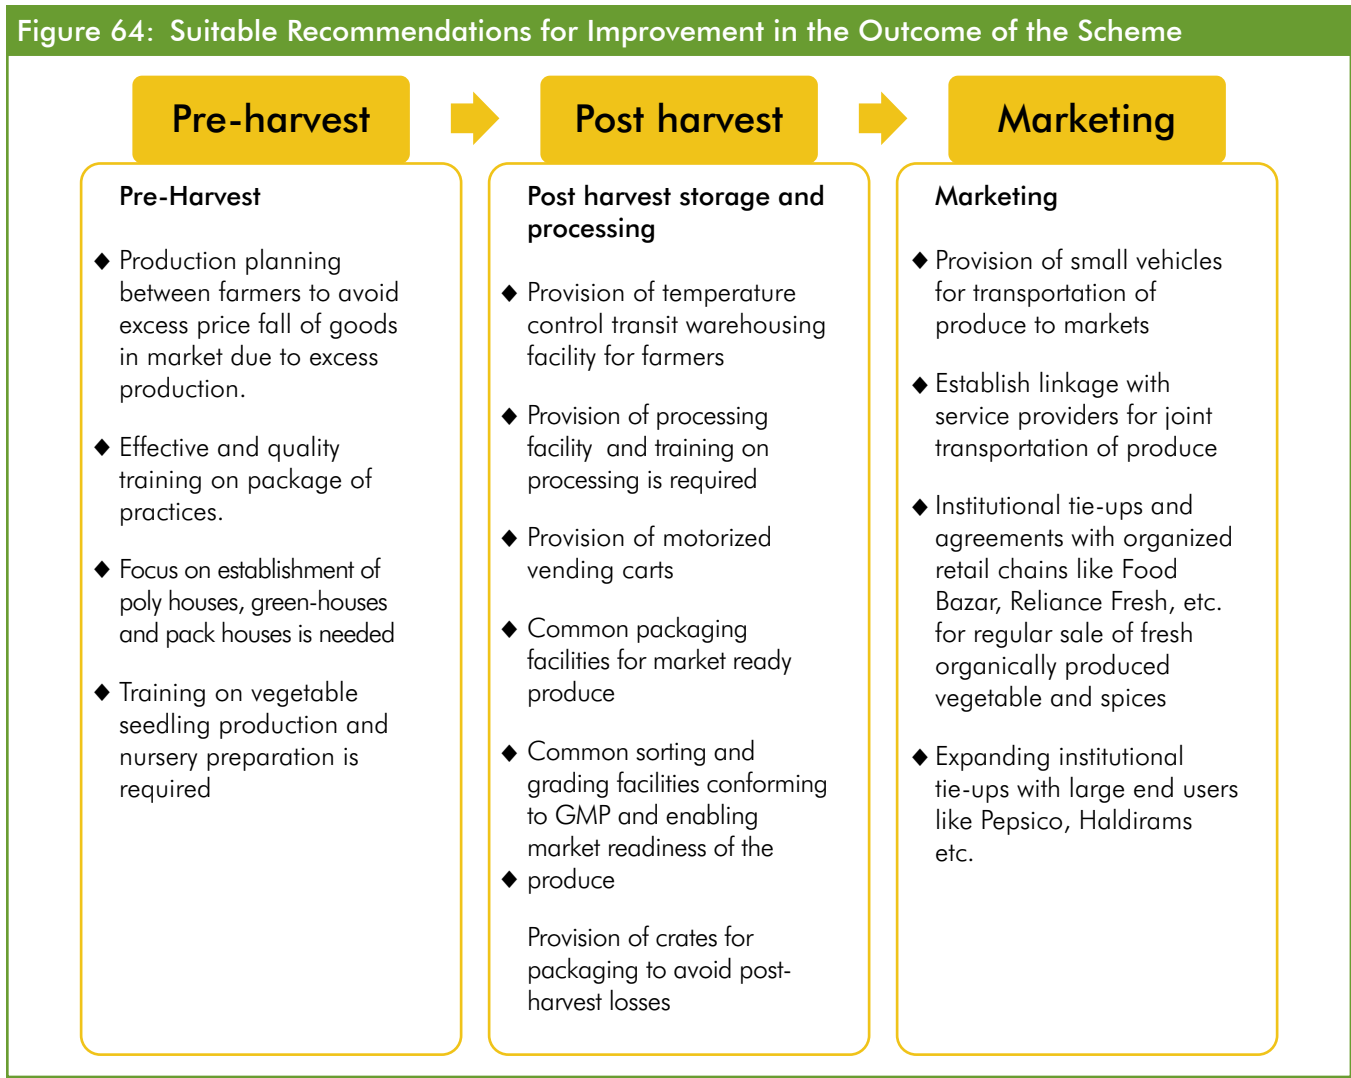 Figure 64: Suitable Recommendations for Improvement in the Outcome of the Scheme
Pre-harvest
Post harvest
Marketing
Pre-Harvest
◆ Production planning
between farmers to avoid
excess price fall of goods
in market due to excess
production.
◆ Effective and quality
training on package of
practices.
◆ Focus on establishment of
poly houses, green-houses
and pack houses is needed
◆ Training on vegetable
seedling production and
nursery preparation is
required
Post harvest storage and
processing
◆ Provision of temperature
control transit warehousing
facility for farmers
◆ Provision of processing
facility and training on
processing is required
◆ Provision of motorized
vending carts
◆ Common packaging
facilities for market ready
produce
◆ Common sorting and
grading facilities conforming
to GMP and enabling
market readiness of the
◆ produce
Provision of crates for
packaging to avoid post-
harvest losses
Marketing
◆ Provision of small vehicles
for transportation of
produce to markets
◆ Establish linkage with
service providers for joint
transportation of produce
◆ Institutional tie-ups and
agreements with organized
retail chains like Food
Bazar, Reliance Fresh, etc.
for regular sale of fresh
organically produced
vegetable and spices
◆ Expanding institutional
tie-ups with large end users
like Pepsico, Haldirams
etc.